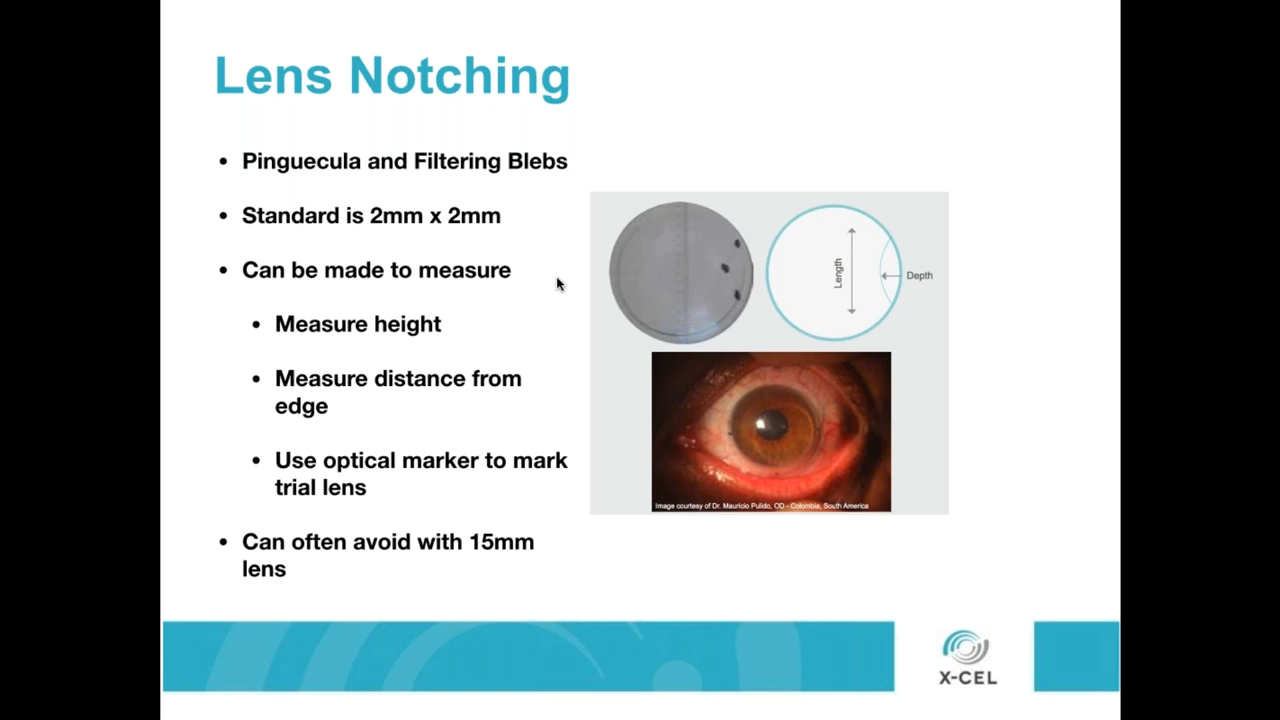 Lens Notching
• Pinguecula and Filtering Blebs
• Standard is 2mm x 2mm
• Can be made to measure
• Measure height
• Measure distance from
edge
• Use optical marker to mark
trial lens
• Can often avoid with 15mm
lens
Length
Depth
Image courtesy of Dr. Mauricio Pulido, OD - Colombia, South America
X-CEL